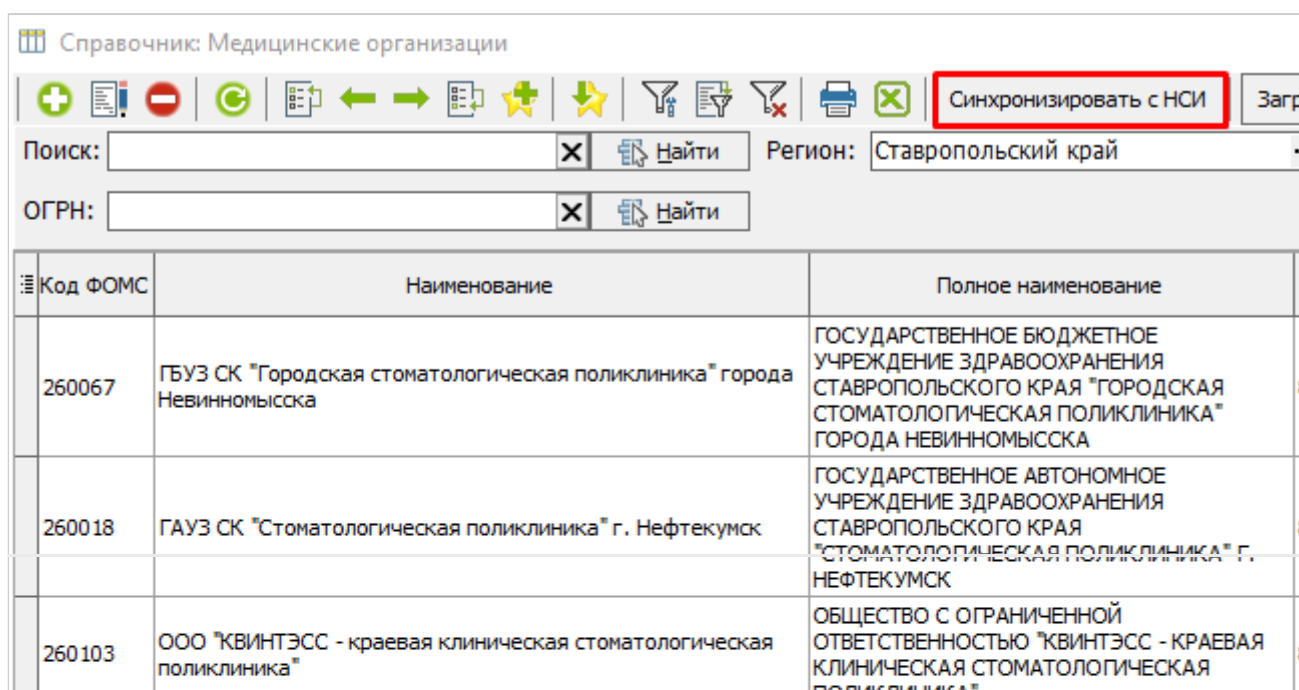 Справочник: Медицинские организации
Синхронизировать с НСИ
Поиск:
Найти
Регион:
Ставропольский край
ОГРН:
Найти
Код ФОМС
Наименование
Полное наименование
260067
ГБУЗ СК "Городская стоматологическая поликлиника" города
Невинномысска
ГОСУДАРСТВЕННОЕ БЮДЖЕТНОЕ
УЧРЕЖДЕНИЕ ЗДРАВООХРАНЕНИЯ
СТАВРОПОЛЬСКОГО КРАЯ "ГОРОДСКАЯ
СТОМАТОЛОГИЧЕСКАЯ ПОЛИКЛИНИКА"
ГОРОДА НЕВИННОМЫССКА
260018
ГАУЗ СК "Стоматологическая поликлиника" г. Нефтекумск
ГОСУДАРСТВЕННОЕ АВТОНОМНОЕ
УЧРЕЖДЕНИЕ ЗДРАВООХРАНЕНИЯ
СТАВРОПОЛЬСКОГО КРАЯ
"СТОМАТОЛОГИЧЕСКАЯ ПОЛИКЛИНИКА" Г.
НЕФТЕКУМСК
260103
ООО "КВИНТЭСС - краевая клиническая стоматологическая
поликлиника"
ОБЩЕСТВО С ОГРАНИЧЕННОЙ
ОТВЕТСТВЕННОСТЬЮ "КВИНТЭСС - КРАЕВАЯ
КЛИНИЧЕСКАЯ СТОМАТОЛОГИЧЕСКАЯ
ПОЛИКЛИНИКА"